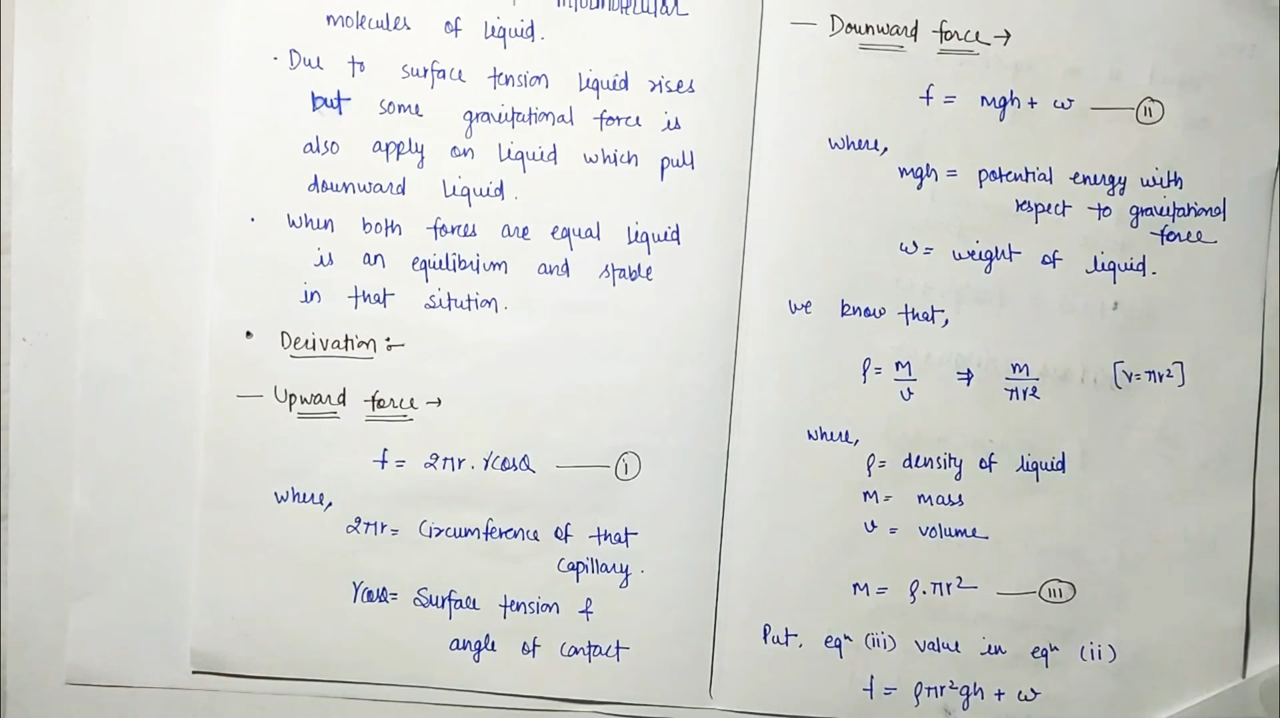 molecules of liquid.
· Due to surface tension liquid rises
but some gravitational force is
also apply on liquid which pull
downward liquid.
· When both forces are equal liquid
is an equilibrium and stable
in that sitution.
• Derivation :-
— Upward force →
f = 2πr . γcosθ —— (i)
where,
2πr = Circumference of that
capillary.
γcosθ = Surface tension &
angle of contact
— Downward force →
f = mgh + w —— (ii)
where,
mgh = potential energy with
respect to gravitational
force
w = weight of liquid.
we know that,
ρ = m/v ⇒ m/πr2 [v = πr²]
where,
ρ = density of liquid
M = mass
v = volume
M = ρ.πr² —— (iii)
Put, eqⁿ (iii) value in eqⁿ (ii)
f = ρπr²gh + w